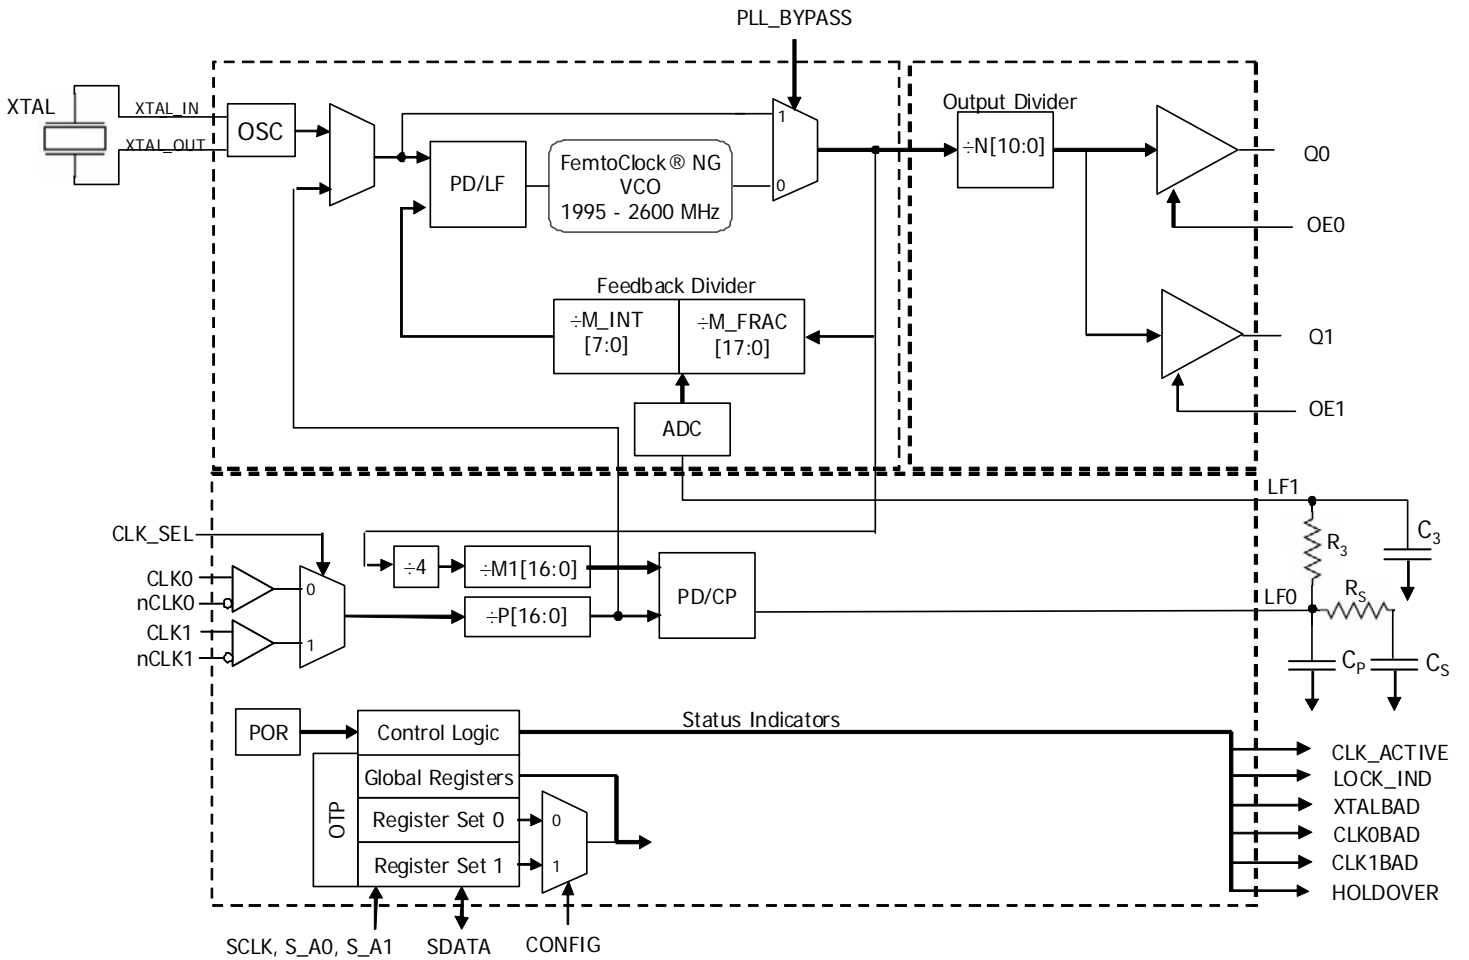 PLL_BYPASS
XTAL
XTAL_IN
XTAL_OUT
OSC
PD/LF
FemtoClock® NG
VCO
1995 - 2600 MHz
1
0
Output Divider
÷N[10:0]
Q0
OE0
Q1
OE1
Feedback Divider
÷M_INT
[7:0]
÷M_FRAC
[17:0]
ADC
LF1
R3
C3
LF0
RS
CP
CS
CLK_SEL
CLK0
nCLK0
CLK1
nCLK1
0
1
÷4
÷M1[16:0]
÷P[16:0]
PD/CP
POR
Control Logic
Global Registers
Register Set 0
Register Set 1
OTP
0
1
Status Indicators
CLK_ACTIVE
LOCK_IND
XTALBAD
CLK0BAD
CLK1BAD
HOLDOVER
SCLK, S_A0, S_A1
SDATA
CONFIG